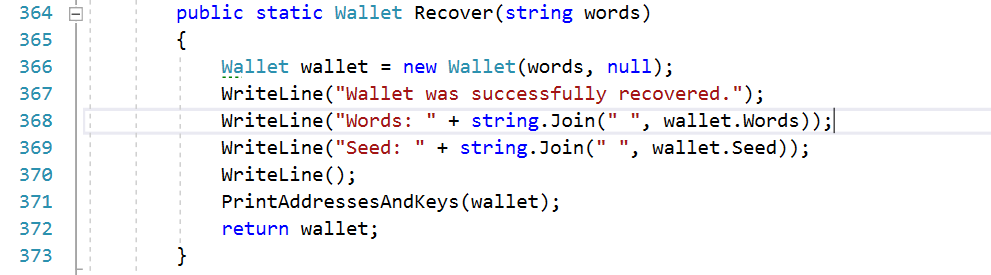 364 public static Wallet Recover(string words)
365 {
366 Wallet wallet = new Wallet(words, null);
367 WriteLine("Wallet was successfully recovered.");
368 WriteLine("Words: " + string.Join(" ", wallet.Words));
369 WriteLine("Seed: " + string.Join(" ", wallet.Seed));
370 WriteLine();
371 PrintAddressesAndKeys(wallet);
372 return wallet;
373 }